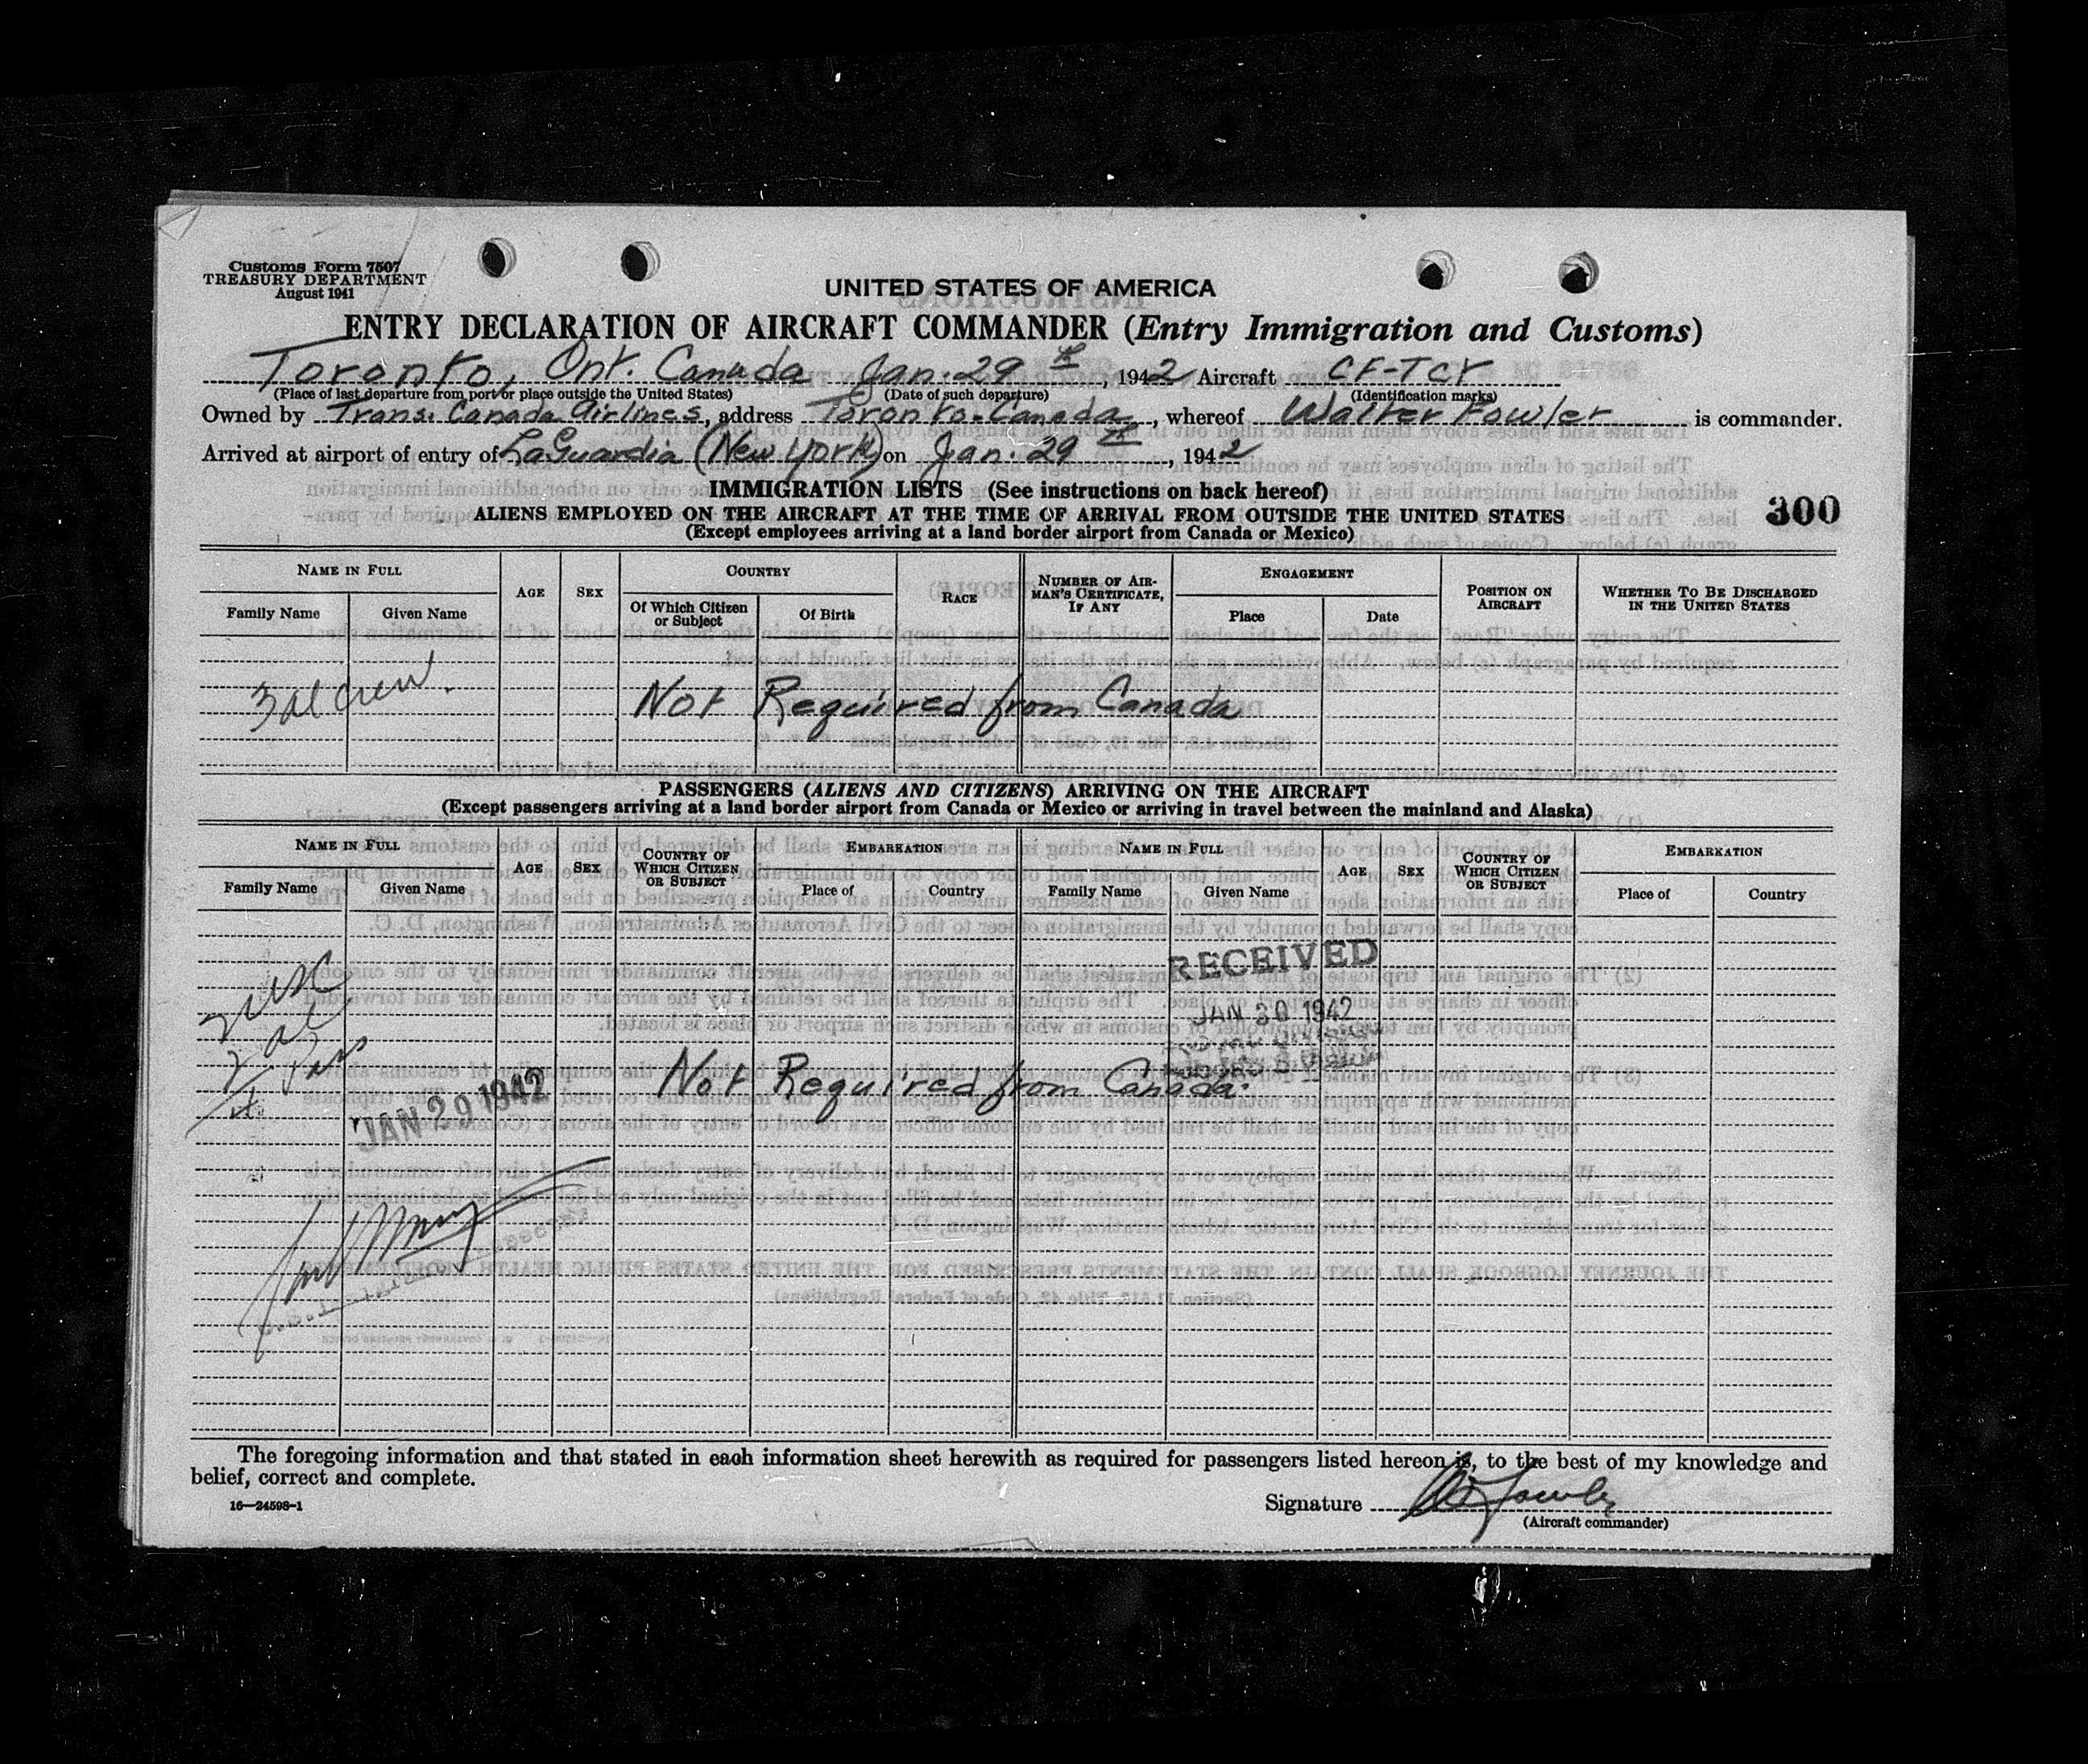 Customs Form 7507
TREASURY DEPARTMENT
August 1941
UNITED STATES OF AMERICA
ENTRY DECLARATION OF AIRCRAFT COMMANDER (Entry Immigration and Customs)
Toronto, Ont. Canada Jan. 29th, 1942 Aircraft CF-TCY
(Place of last departure from port or place outside the United States) (Date of such departure) (Identification marks)
Owned by Trans. Canada Airlines, address Toronto-Canada, whereof Walter Fowler is commander.
Arrived at airport of entry of LaGuardia (New York) on Jan. 29th, 1942
IMMIGRATION LISTS (See instructions on back hereof)
300
ALIENS EMPLOYED ON THE AIRCRAFT AT THE TIME OF ARRIVAL FROM OUTSIDE THE UNITED STATES
(Except employees arriving at a land border airport from Canada or Mexico)
NAME IN FULL AGE SEX COUNTRY RACE NUMBER OF AIRMAN'S CERTIFICATE, IF ANY ENGAGEMENT POSITION ON AIRCRAFT WHETHER TO BE DISCHARGED IN THE UNITED STATES
Family Name Given Name Of Which Citizen or Subject Of Birth Place Date
3 al crew.
Not Required from Canada
PASSENGERS (ALIENS AND CITIZENS) ARRIVING ON THE AIRCRAFT
(Except passengers arriving at a land border airport from Canada or Mexico or arriving in travel between the mainland and Alaska)
NAME IN FULL AGE SEX COUNTRY OF WHICH CITIZEN OR SUBJECT EMBARKATION NAME IN FULL AGE SEX COUNTRY OF WHICH CITIZEN OR SUBJECT EMBARKATION
Family Name Given Name Place of Country Family Name Given Name Place of Country
RECEIVED
JAN 30 1942
2 USC
2 al
Pass
Not Required from Canada.
JAN 29 1942
The foregoing information and that stated in each information sheet herewith as required for passengers listed hereon is, to the best of my knowledge and
belief, correct and complete.
16—24598-1
Signature W Fowler
(Aircraft commander)